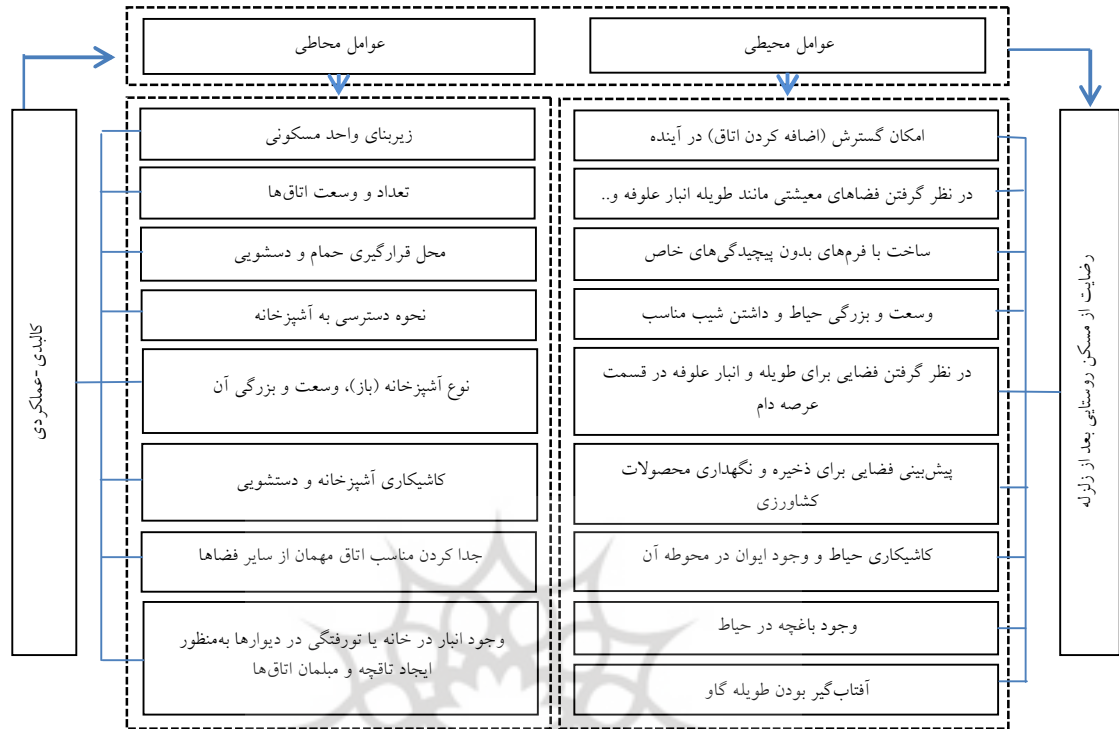 عوامل محیطی
عوامل محاطی
رضایت از مسکن روستایی بعد از زلزله
امکان گسترش (اضافه کردن اتاق) در آینده
در نظر گرفتن فضاهای معیشتی مانند طویله انبار علوفه و..
ساخت با فرم‌های بدون پیچیدگی‌های خاص
وسعت و بزرگی حیاط و داشتن شیب مناسب
در نظر گرفتن فضایی برای طویله و انبار علوفه در قسمت
عرصه دام
پیش‌بینی فضایی برای ذخیره و نگهداری محصولات
کشاورزی
کاشیکاری حیاط و وجود ایوان در محوطه آن
وجود باغچه در حیاط
آفتاب‌گیر بودن طویله گاو
زیربنای واحد مسکونی
تعداد و وسعت اتاق‌ها
محل قرارگیری حمام و دسشویی
نحوه دسترسی به آشپزخانه
نوع آشپزخانه (باز)، وسعت و بزرگی آن
کاشیکاری آشپزخانه و دستشویی
جدا کردن مناسب اتاق مهمان از سایر فضاها
وجود انبار در خانه یا تورفتگی در دیوارها به‌منظور
ایجاد تاقچه و مبلمان اتاق‌ها
کالبدی -عملکردی